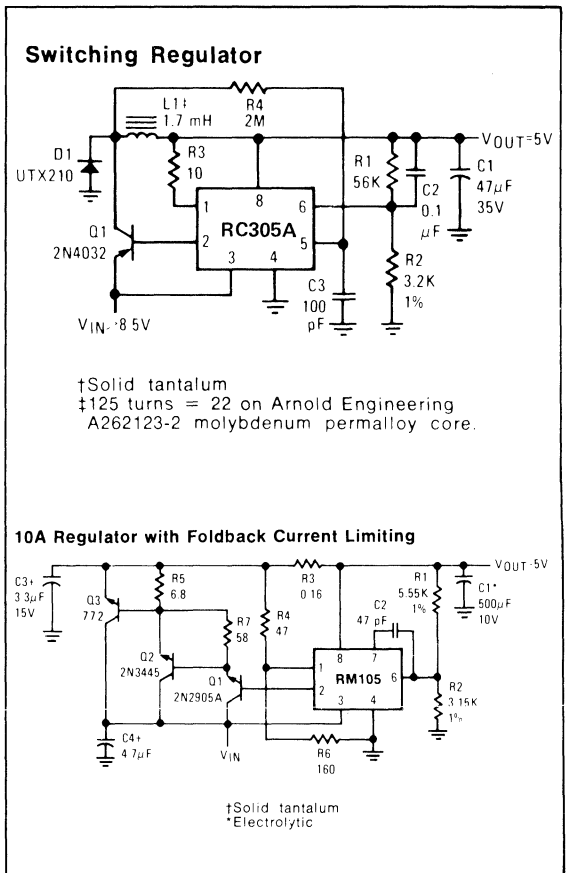 Switching Regulator
L1‡
1.7 mH
R4
2M
D1
UTX210
R3
10
VOUT=5V
R1
56K
C2
0.1
µF
C1
47µF
35V
8
1
6
RC305A
2
5
3
4
Q1
2N4032
R2
3.2K
1%
C3
100
pF
†Solid tantalum
‡125 turns = 22 on Arnold Engineering
A262123-2 molybdenum permalloy core.
10A Regulator with Foldback Current Limiting
C3+
3.3µF
15V
Q3
772
R5
6.8
R7
58
R4
47
R3
0.16
VOUT-5V
R1
5.55K
1%
C1*
500µF
10V
C2
47 pF
Q2
2N3445
Q1
2N2905A
8
7
1
RM105
6
2
3
4
R2
3.15K
C4+
4.7µF
VIN
R6
160
†Solid tantalum
*Electrolytic